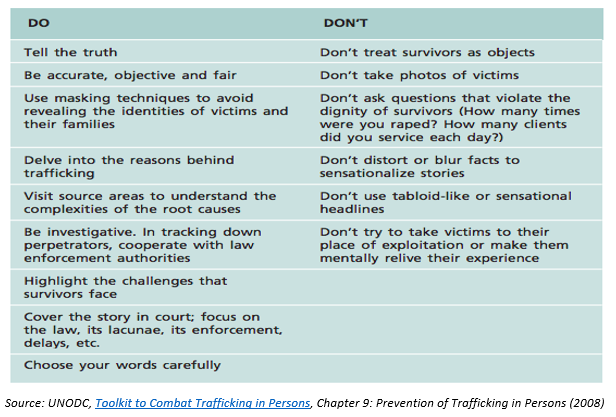 DO DON'T
Tell the truth
Don't treat survivors as objects
Be accurate, objective and fair
Don't take photos of victims
Use masking techniques to avoid
revealing the identities of victims and
their families
Don't ask questions that violate the
dignity of survivors (How many times
were you raped? How many clients
did you service each day?)
Delve into the reasons behind
trafficking
Don't distort or blur facts to
sensationalize stories
Visit source areas to understand the
complexities of the root causes
Don't use tabloid-like or sensational
headlines
Be investigative. In tracking down
perpetrators, cooperate with law
enforcement authorities
Don't try to take victims to their
place of exploitation or make them
mentally relive their experience
Highlight the challenges that
survivors face
Cover the story in court; focus on
the law, its lacunae, its enforcement,
delays, etc.
Choose your words carefully
Source: UNODC, Toolkit to Combat Trafficking in Persons, Chapter 9: Prevention of Trafficking in Persons (2008)